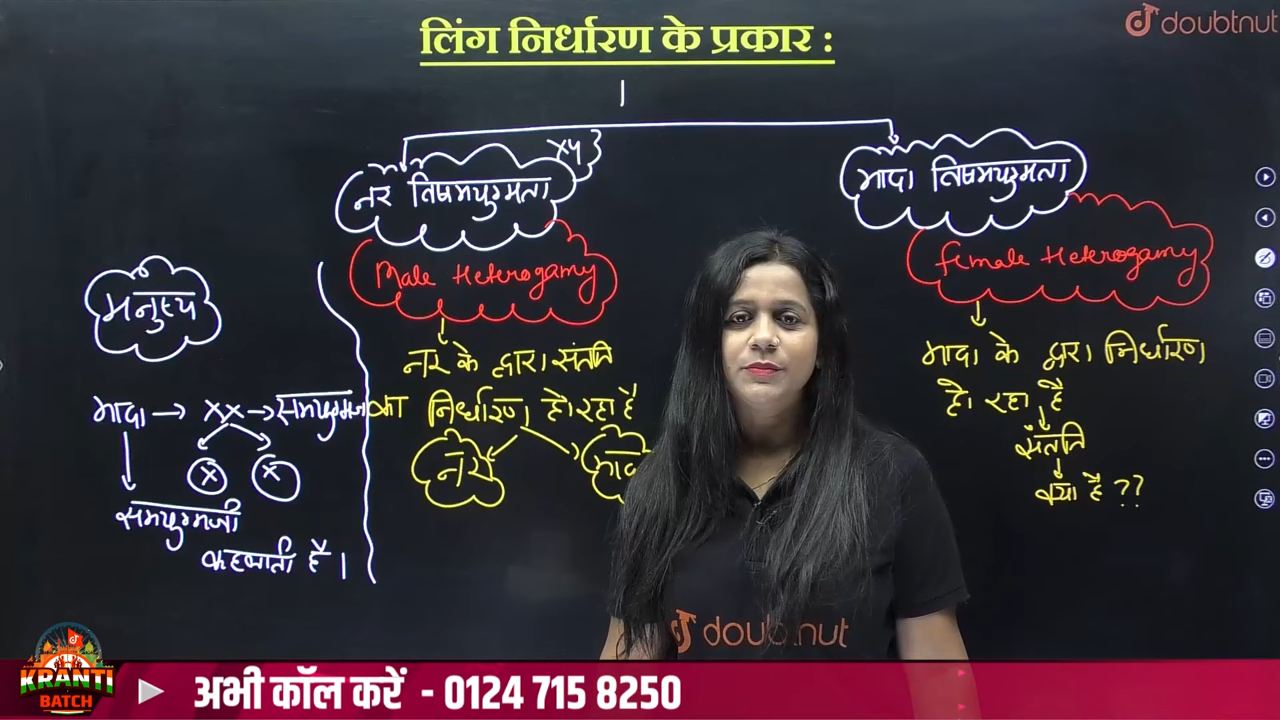 लिंग निर्धारण के प्रकार :
doubtnut
XY
नर विषमयुग्मता
मादा विषमयुग्मता
Male Heterogamy
female Heterogamy
मनुष्य
नर के द्वारा संतति
का निर्धारण हो रहा है
नर
मादा के द्वारा निर्धारण
हो रहा है
संतति
क्या है ??
मादा → XX → समयुग्मजी
X X
समयुग्मजी
कहलाती है ।
doubtnut
KRANTI
BATCH
अभी कॉल करें - 0124 715 8250